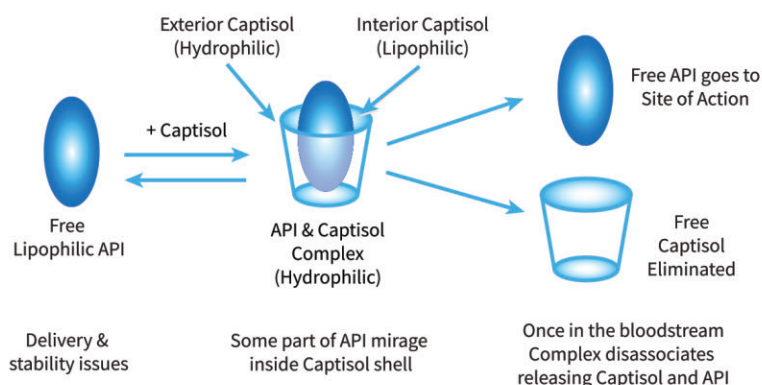 Exterior Captisol
(Hydrophilic)
Interior Captisol
(Lipophilic)
+ Captisol
Free
Lipophilic API
API & Captisol
Complex
(Hydrophilic)
Free API goes to
Site of Action
Free
Captisol
Eliminated
Delivery &
stability issues
Some part of API mirage
inside Captisol shell
Once in the bloodstream
Complex disassociates
releasing Captisol and API